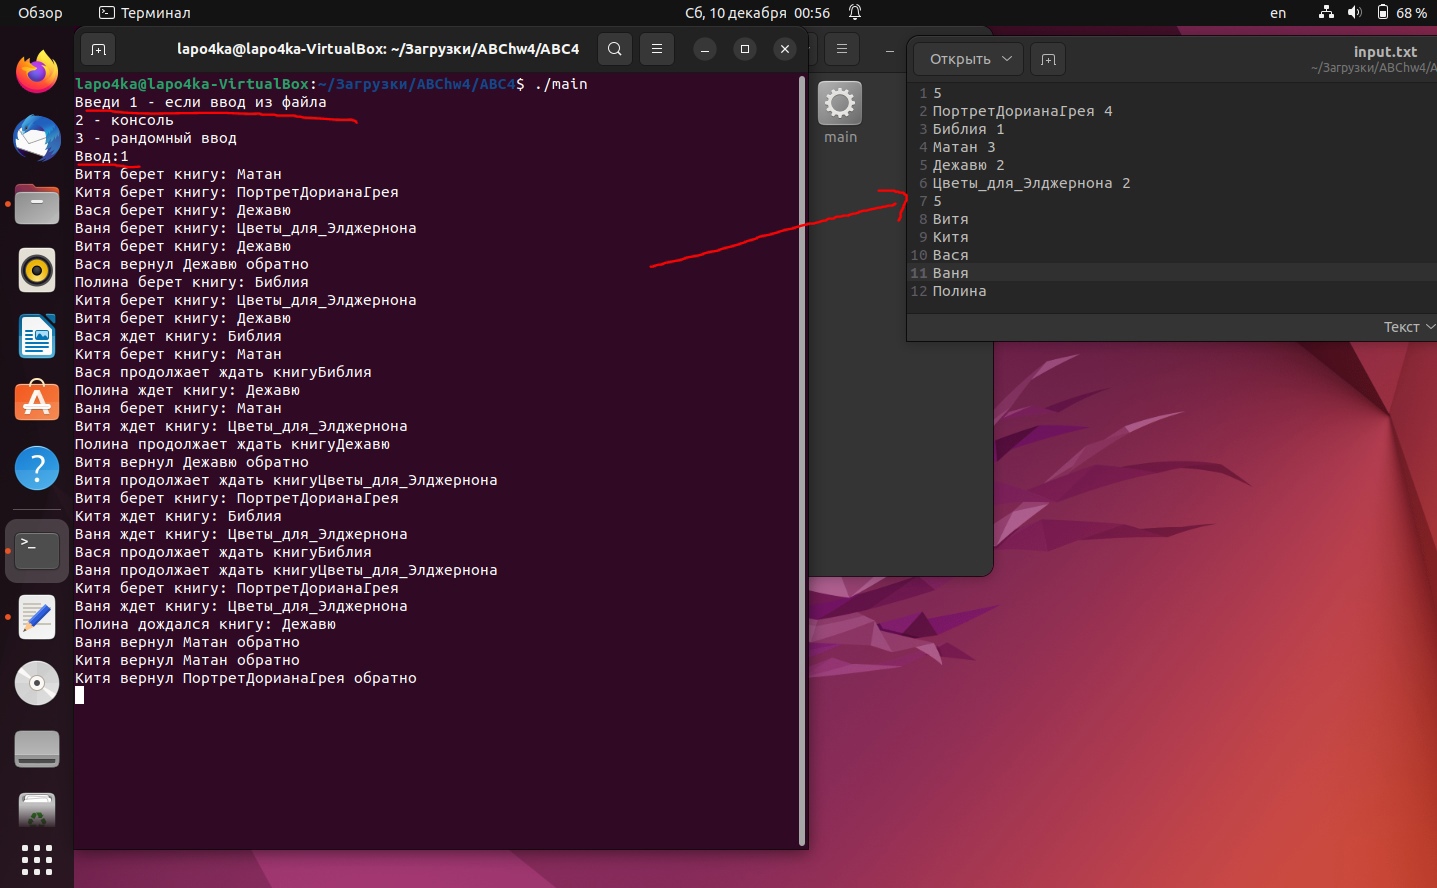 Обзор
Терминал
Сб, 10 декабря 00:56
en
68 %
lapo4ka@lapo4ka-VirtualBox: ~/Загрузки/ABChw4/ABC4
lapo4ka@lapo4ka-VirtualBox:~/Загрузки/ABChw4/ABC4$ ./main
Введи 1 - если ввод из файла
2 - консоль
3 - рандомный ввод
Ввод:1
Витя берет книгу: Матан
Китя берет книгу: ПортретДорианаГрея
Вася берет книгу: Дежавю
Ваня берет книгу: Цветы_для_Элджернона
Витя берет книгу: Дежавю
Вася вернул Дежавю обратно
Полина берет книгу: Библия
Китя берет книгу: Цветы_для_Элджернона
Витя берет книгу: Дежавю
Вася ждет книгу: Библия
Китя берет книгу: Матан
Вася продолжает ждать книгуБиблия
Полина ждет книгу: Дежавю
Ваня берет книгу: Матан
Витя ждет книгу: Цветы_для_Элджернона
Полина продолжает ждать книгуДежавю
Витя вернул Дежавю обратно
Витя продолжает ждать книгуЦветы_для_Элджернона
Витя берет книгу: ПортретДорианаГрея
Китя ждет книгу: Библия
Ваня ждет книгу: Цветы_для_Элджернона
Вася продолжает ждать книгуБиблия
Ваня продолжает ждать книгуЦветы_для_Элджернона
Китя берет книгу: ПортретДорианаГрея
Ваня ждет книгу: Цветы_для_Элджернона
Полина дождался книгу: Дежавю
Ваня вернул Матан обратно
Китя вернул Матан обратно
Китя вернул ПортретДорианаГрея обратно
main
Открыть
input.txt
~/Загрузки/ABChw4/A
1 5
2 ПортретДорианаГрея 4
3 Библия 1
4 Матан 3
5 Дежавю 2
6 Цветы_для_Элджернона 2
7 5
8 Витя
9 Китя
10 Вася
11 Ваня
12 Полина
Текст